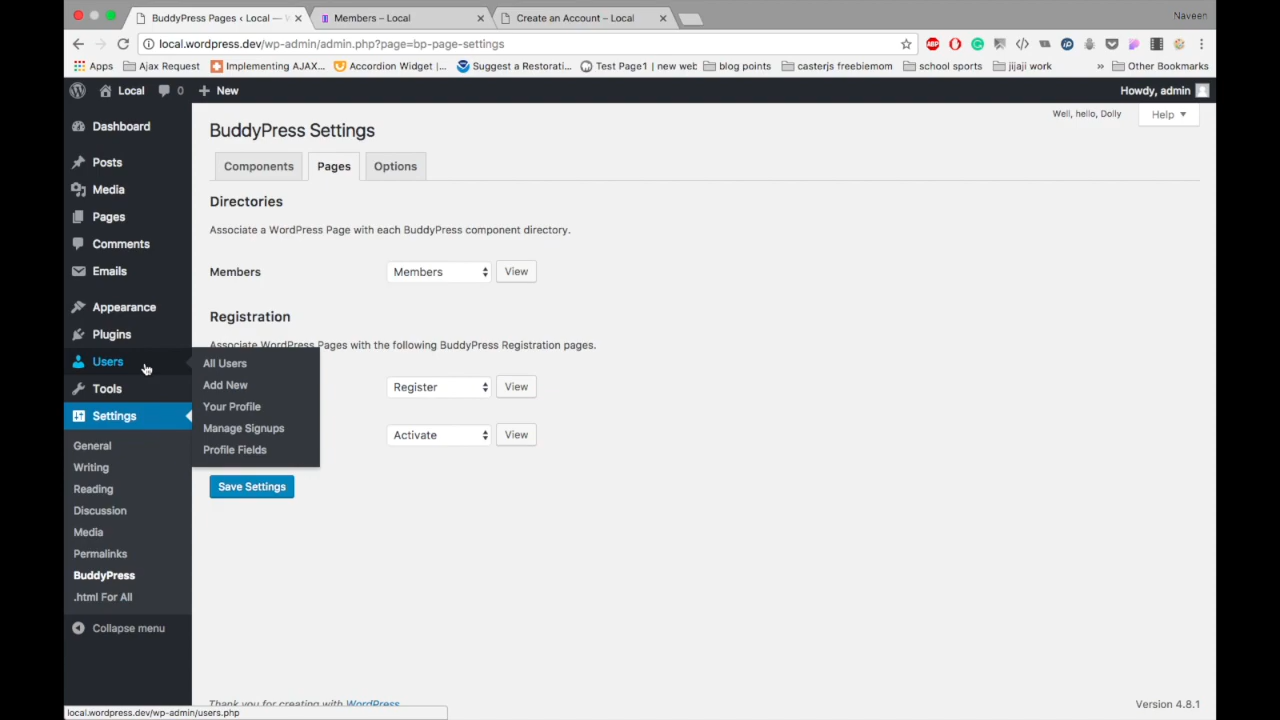 BuddyPress Pages ‹ Local —
Members – Local
Create an Account – Local
Naveen
local.wordpress.dev/wp-admin/admin.php?page=bp-page-settings
Apps
Ajax Request
Implementing AJAX...
Accordion Widget |...
Suggest a Restorati...
Test Page1 | new web
blog points
casterjs freebiemom
school sports
jijaji work
»
Other Bookmarks
Local
0
New
Howdy, admin
Dashboard
Posts
Media
Pages
Comments
Emails
Appearance
Plugins
Users
Tools
Settings
General
Writing
Reading
Discussion
Media
Permalinks
BuddyPress
.html For All
Collapse menu
All Users
Add New
Your Profile
Manage Signups
Profile Fields
Well, hello, Dolly
Help
BuddyPress Settings
Components
Pages
Options
Directories
Associate a WordPress Page with each BuddyPress component directory.
Members
Members
View
Registration
Associate WordPress Pages with the following BuddyPress Registration pages.
Register
View
Activate
View
Save Settings
Thank you for creating with WordPress
Version 4.8.1
local.wordpress.dev/wp-admin/users.php